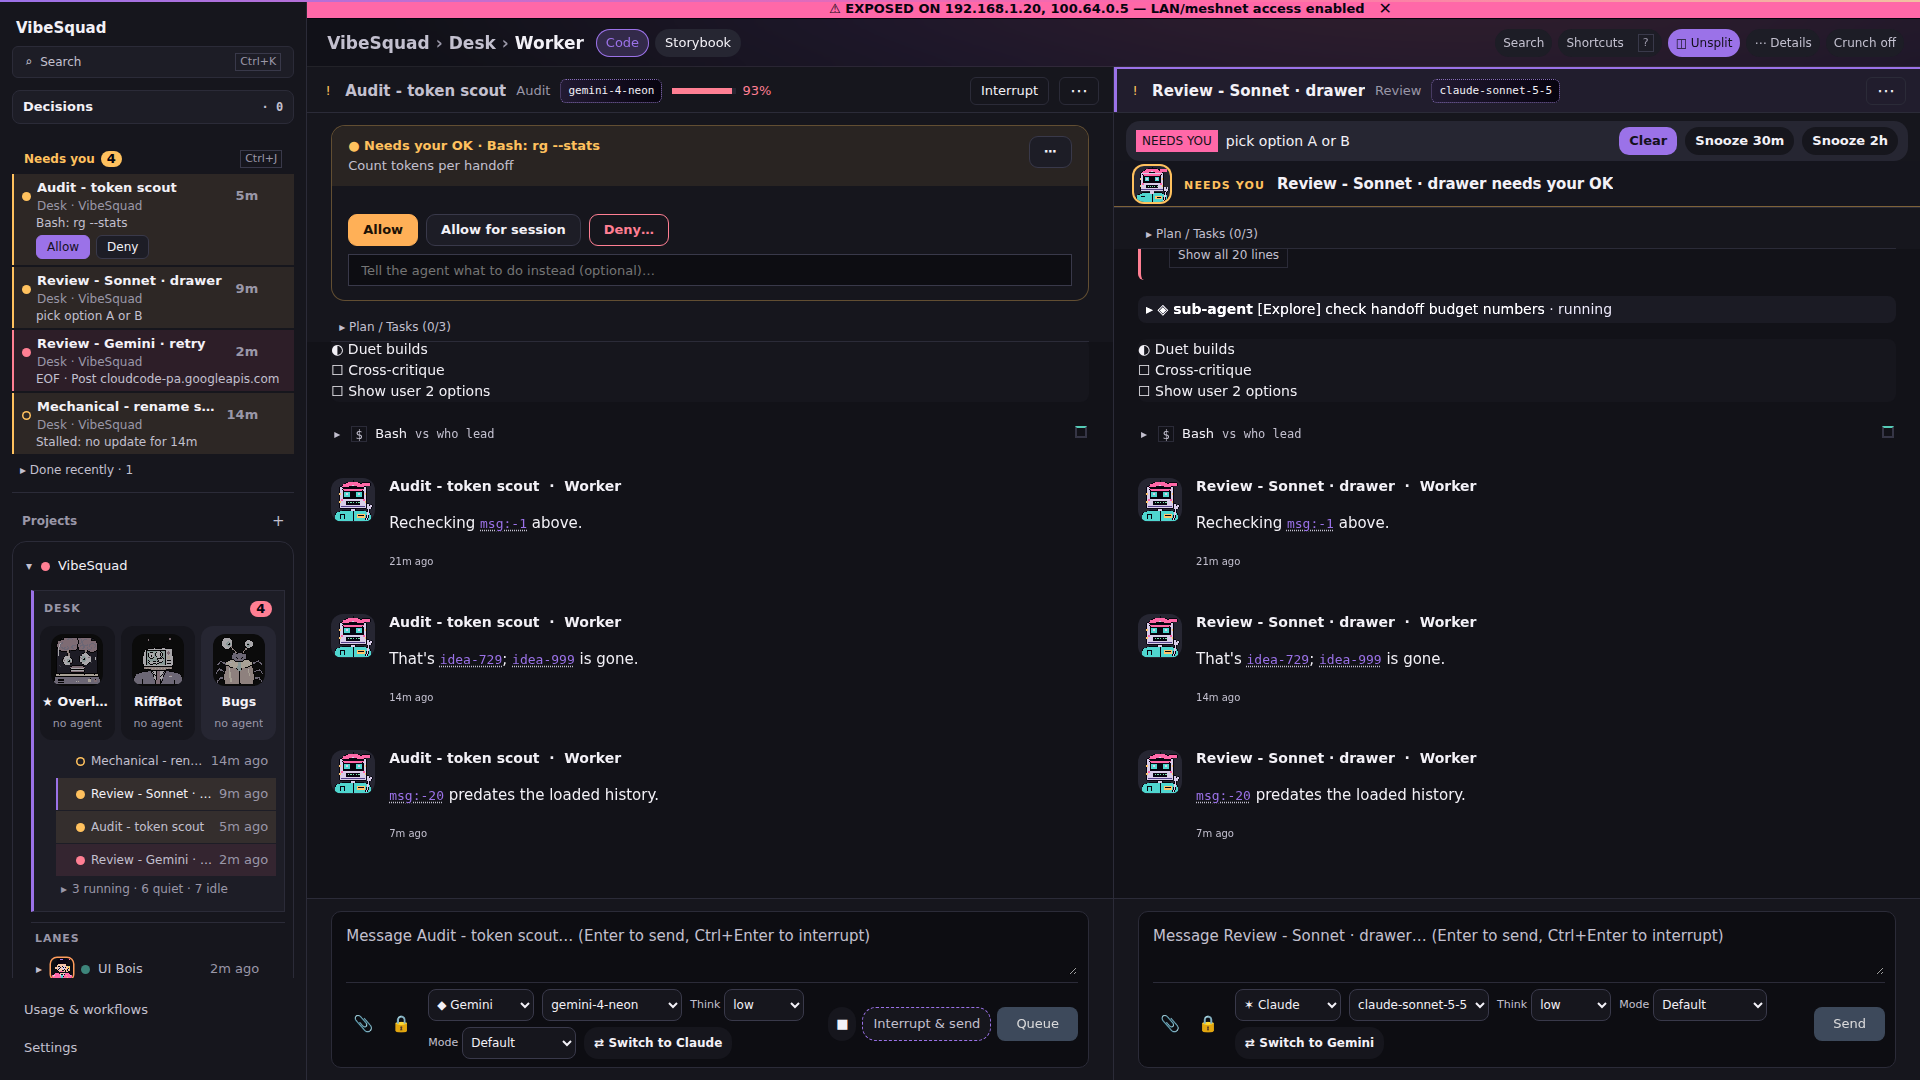 ⚠ EXPOSED ON 192.168.1.20, 100.64.0.5 — LAN/meshnet access enabled ✕
VibeSquad
Search Ctrl+K
Decisions · 0
Needs you 4 Ctrl+J
Audit - token scout 5m
Desk · VibeSquad
Bash: rg --stats
Allow Deny
Review - Sonnet · drawer 9m
Desk · VibeSquad
pick option A or B
Review - Gemini · retry 2m
Desk · VibeSquad
EOF · Post cloudcode-pa.googleapis.com
Mechanical - rename s… 14m
Desk · VibeSquad
Stalled: no update for 14m
▸ Done recently · 1
Projects +
▾ VibeSquad
DESK 4
★ Overl… RiffBot Bugs
no agent no agent no agent
Mechanical - ren… 14m ago
Review - Sonnet · … 9m ago
Audit - token scout 5m ago
Review - Gemini · … 2m ago
▸ 3 running · 6 quiet · 7 idle
LANES
▸ UI Bois 2m ago
Usage & workflows
Settings
VibeSquad › Desk › Worker Code Storybook
Search Shortcuts ? ◫ Unsplit ⋯ Details Crunch off
! Audit - token scout Audit gemini-4-neon 93% Interrupt ⋯
● Needs your OK · Bash: rg --stats ⋯
Count tokens per handoff
Allow Allow for session Deny…
Tell the agent what to do instead (optional)…
▸ Plan / Tasks (0/3)
◐ Duet builds
☐ Cross-critique
☐ Show user 2 options
▸ $ Bash vs who lead
Audit - token scout · Worker
Rechecking msg:-1 above.
21m ago
Audit - token scout · Worker
That's idea-729; idea-999 is gone.
14m ago
Audit - token scout · Worker
msg:-20 predates the loaded history.
7m ago
Message Audit - token scout… (Enter to send, Ctrl+Enter to interrupt)
◆ Gemini gemini-4-neon Think low
Mode Default ⇄ Switch to Claude
■ Interrupt & send Queue
! Review - Sonnet · drawer Review claude-sonnet-5-5 ⋯
NEEDS YOU pick option A or B Clear Snooze 30m Snooze 2h
NEEDS YOU Review - Sonnet · drawer needs your OK
▸ Plan / Tasks (0/3)
Show all 20 lines
▸ ◈ sub-agent [Explore] check handoff budget numbers · running
◐ Duet builds
☐ Cross-critique
☐ Show user 2 options
▸ $ Bash vs who lead
Review - Sonnet · drawer · Worker
Rechecking msg:-1 above.
21m ago
Review - Sonnet · drawer · Worker
That's idea-729; idea-999 is gone.
14m ago
Review - Sonnet · drawer · Worker
msg:-20 predates the loaded history.
7m ago
Message Review - Sonnet · drawer… (Enter to send, Ctrl+Enter to interrupt)
✶ Claude claude-sonnet-5-5 Think low Mode Default
⇄ Switch to Gemini
Send